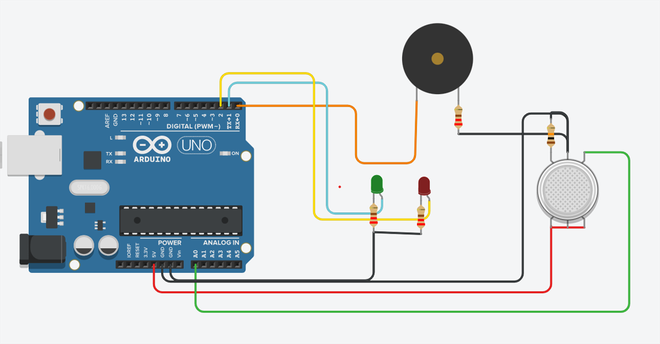 AREF
GND
13
12
~11
~10
~9
8
7
~6
~5
4
~3
2
TX→1
RX←0
L
DIGITAL (PWM~)
TX
RX
ARDUINO
UNO
ON
POWER
ANALOG IN
IOREF
RESET
3.3V
5V
GND
GND
Vin
A0
A1
A2
A3
A4
A5